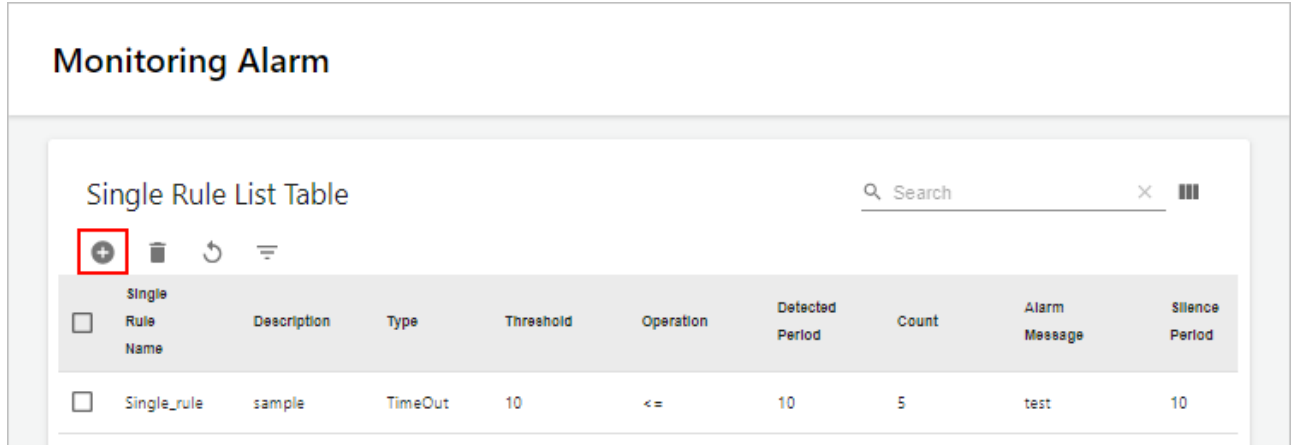 Monitoring Alarm
Single Rule List Table
Search
Single Rule Name Description Type Threshold Operation Detected Period Count Alarm Message Silence Period
Single_rule sample TimeOut 10 <= 10 5 test 10